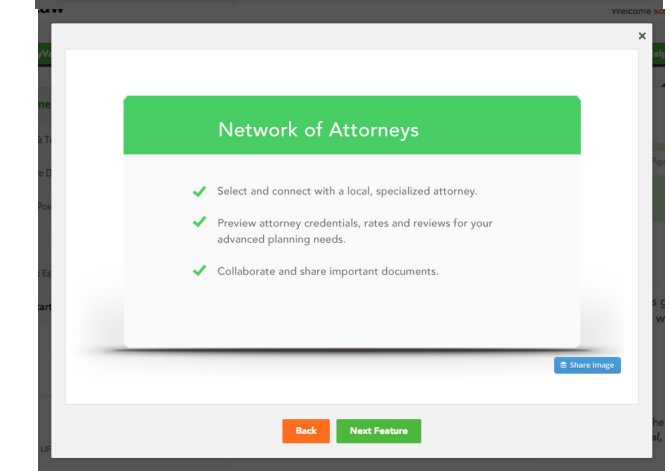 Welcome
×
Network of Attorneys
Select and connect with a local, specialized attorney.
Preview attorney credentials, rates and reviews for your
advanced planning needs.
Collaborate and share important documents.
Share Image
Back
Next Feature